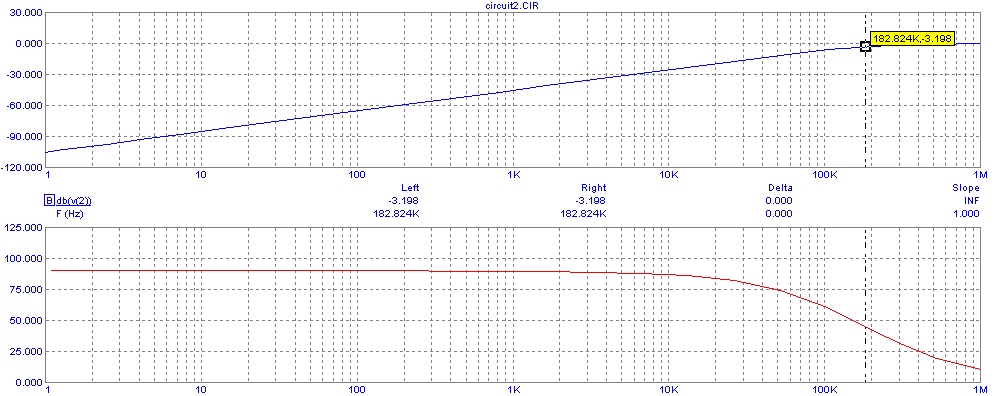 circuit2.CIR
30.000
0.000
-30.000
-60.000
-90.000
-120.000
182.824K,-3.198
1 10 100 1K 10K 100K 1M
Left Right Delta Slope
B db(v(2)) -3.198 -3.198 0.000 INF
F (Hz) 182.824K 182.824K 0.000 1.000
125.000
100.000
75.000
50.000
25.000
0.000
1 10 100 1K 10K 100K 1M